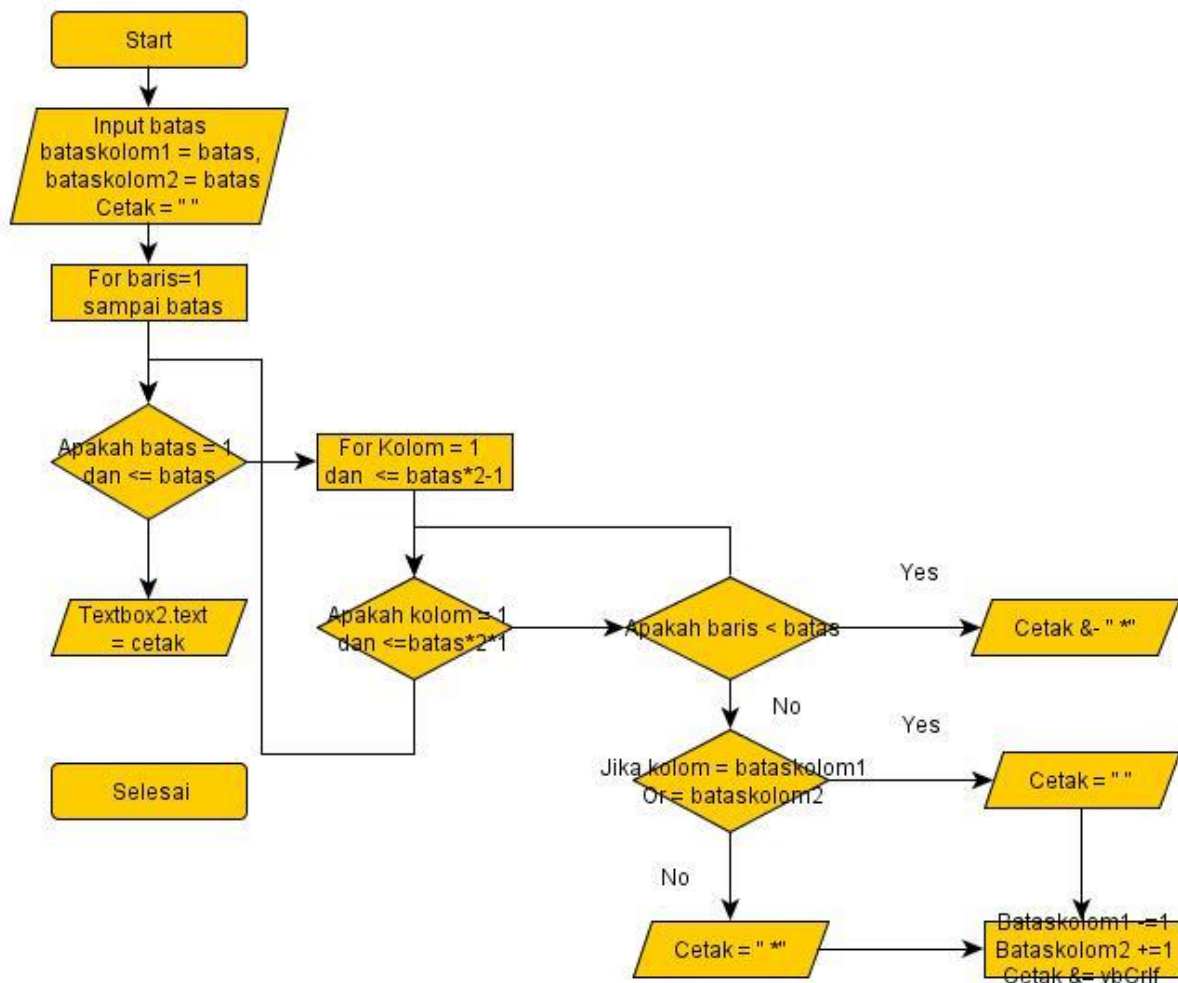 Start
Input batas
bataskolom1 = batas,
bataskolom2 = batas
Cetak = " "
For baris=1
sampai batas
Apakah batas = 1
dan <= batas
For Kolom = 1
dan <= batas*2-1
Textbox2.text
= cetak
Apakah kolom = 1
dan <=batas*2*1
Apakah baris < batas
Yes
Cetak &- " *"
No
Jika kolom = bataskolom1
Or = bataskolom2
Yes
Cetak = " "
Selesai
No
Cetak = " *"
Bataskolom1 -=1
Bataskolom2 +=1
Cetak &= vbCrlf